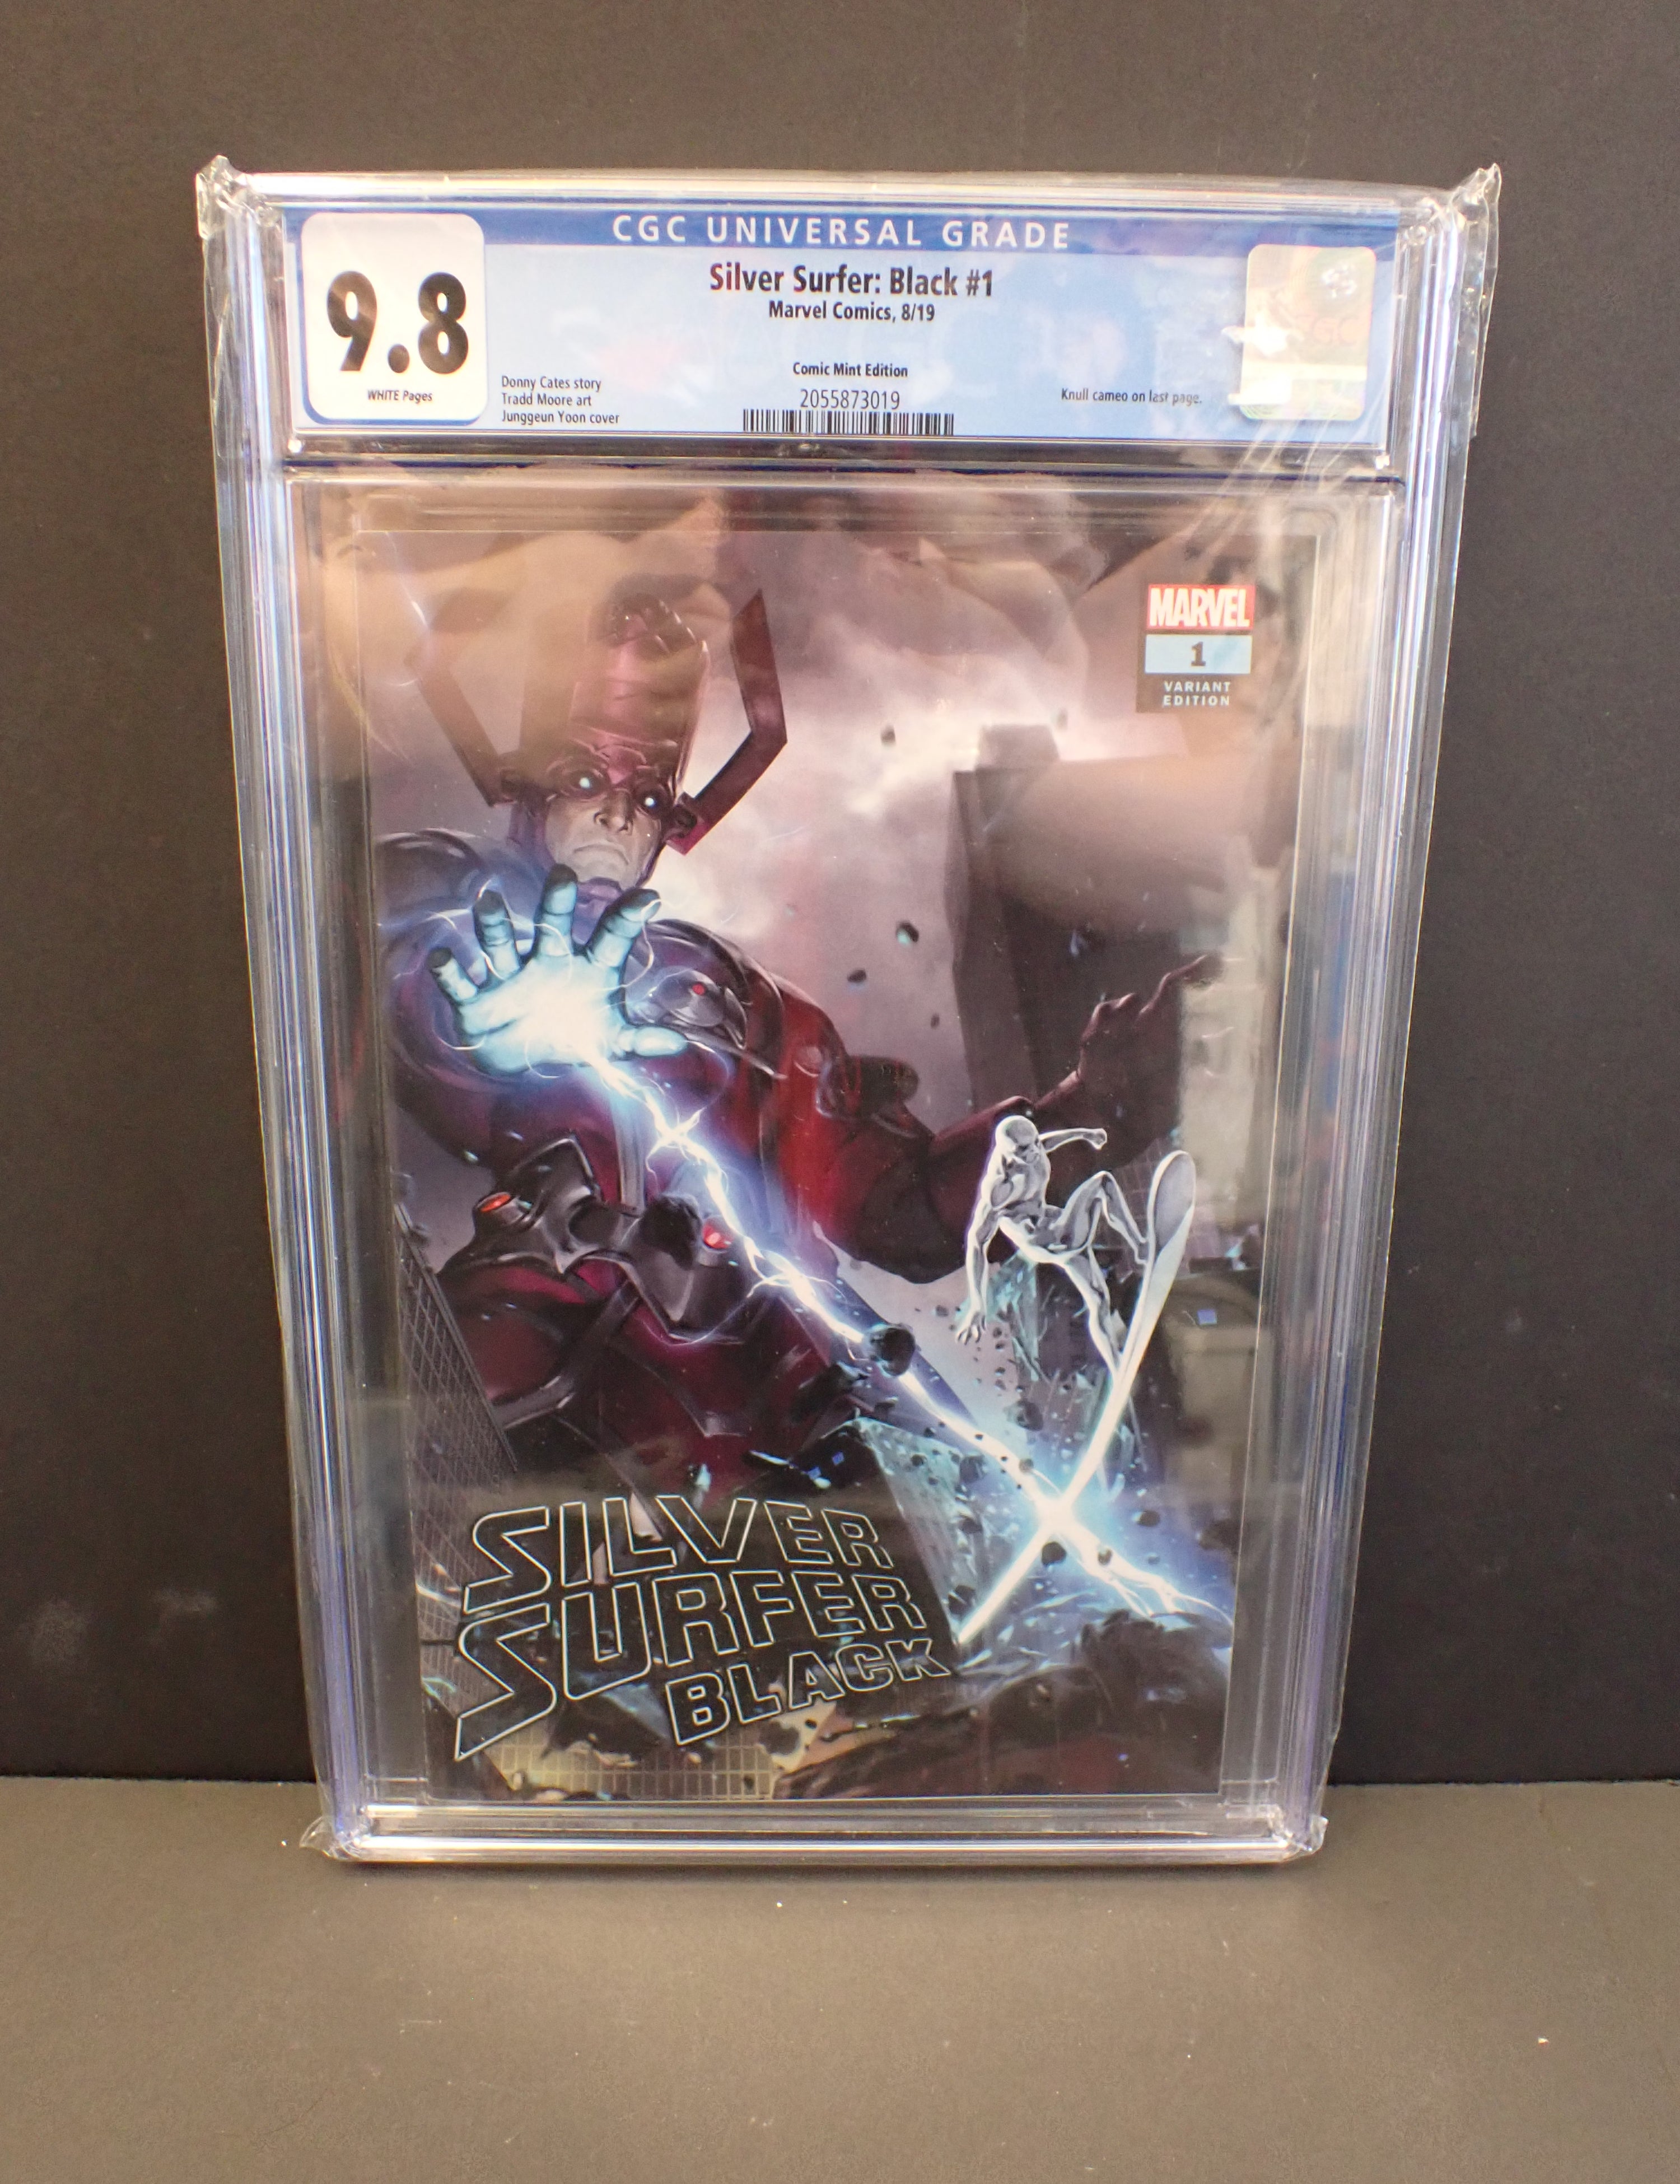 CGC UNIVERSAL GRADE
9.8
WHITE Pages
Silver Surfer: Black #1
Marvel Comics, 8/19
Comic Mint Edition
2055873019
Donny Cates story
Tradd Moore art
Junggeun Yoon cover
Knull cameo on last page.
CGC
MARVEL
1
VARIANT
EDITION
SILVER
SURFER
BLACK